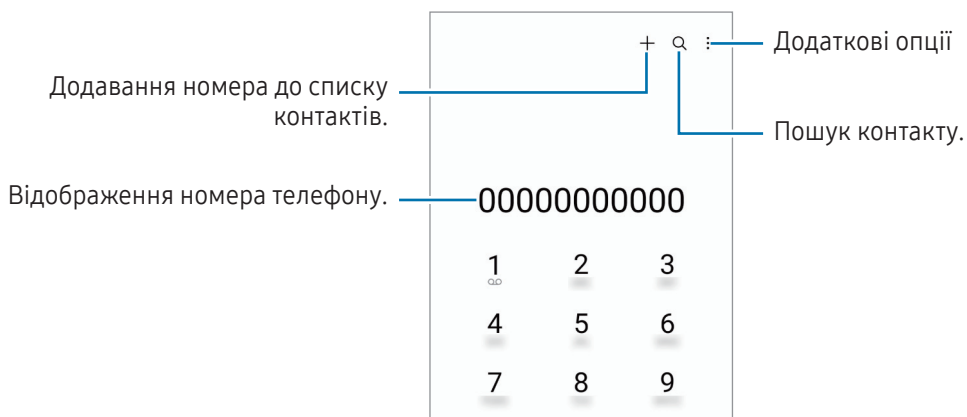 Додаткові опції
Додавання номера до списку
контактів.
Пошук контакту.
Відображення номера телефону.
00000000000
1 2 3
4 5 6
7 8 9